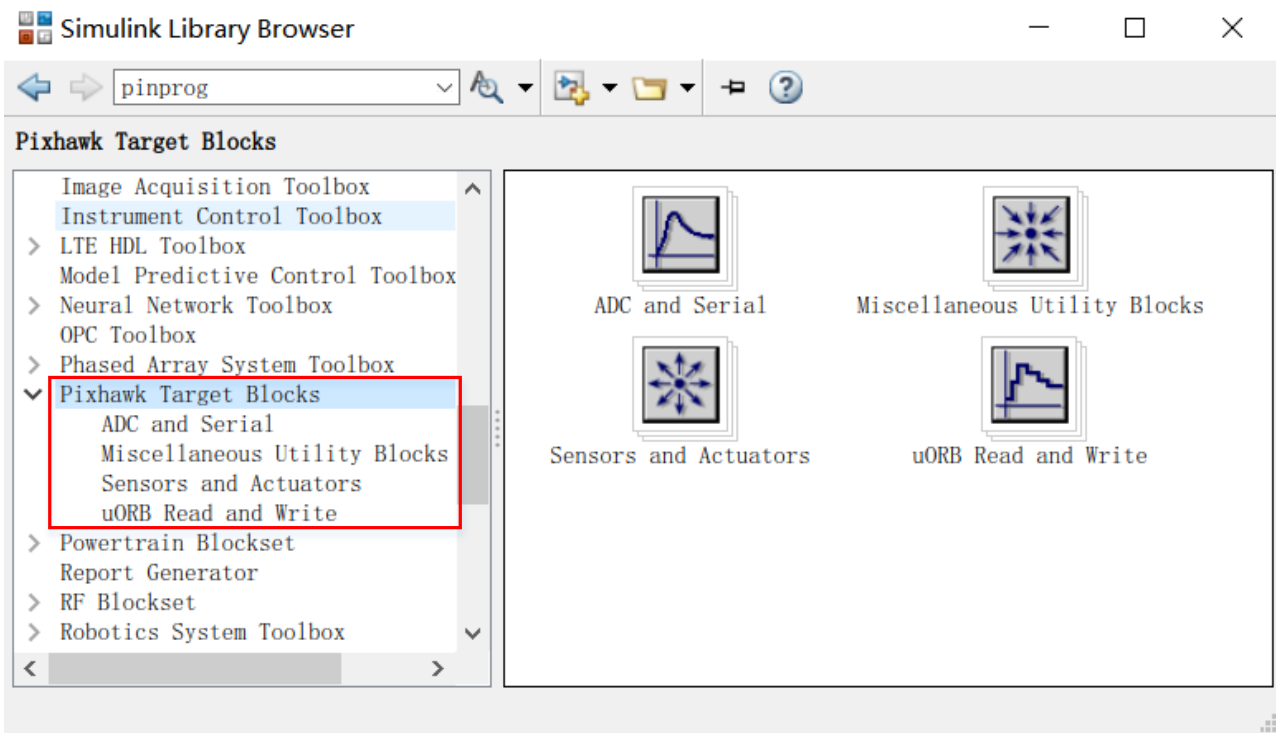 Simulink Library Browser
pinprog
Pixhawk Target Blocks
Image Acquisition Toolbox
Instrument Control Toolbox
LTE HDL Toolbox
Model Predictive Control Toolbox
Neural Network Toolbox
OPC Toolbox
Phased Array System Toolbox
Pixhawk Target Blocks
ADC and Serial
Miscellaneous Utility Blocks
Sensors and Actuators
uORB Read and Write
Powertrain Blockset
Report Generator
RF Blockset
Robotics System Toolbox
ADC and Serial
Miscellaneous Utility Blocks
Sensors and Actuators
uORB Read and Write